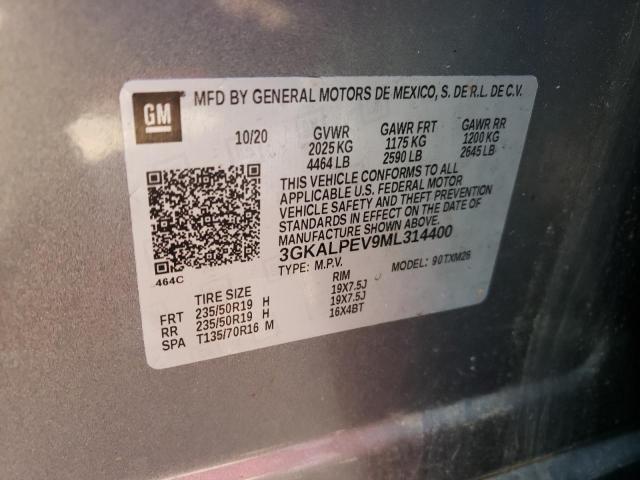 GM
MFD BY GENERAL MOTORS DE MEXICO, S. DE R.L. DE C.V.
10/20 GVWR GAWR FRT GAWR RR
2025 KG 1175 KG 1200 KG
4464 LB 2590 LB 2645 LB
THIS VEHICLE CONFORMS TO ALL
APPLICABLE U.S. FEDERAL MOTOR
VEHICLE SAFETY AND THEFT PREVENTION
STANDARDS IN EFFECT ON THE DATE OF
MANUFACTURE SHOWN ABOVE.
3GKALPEV9ML314400
TYPE: M.P.V. MODEL: 90TXM26
464C
TIRE SIZE RIM
FRT 235/50R19 H 19X7.5J
RR 235/50R19 H 19X7.5J
SPA T135/70R16 M 16X4BT